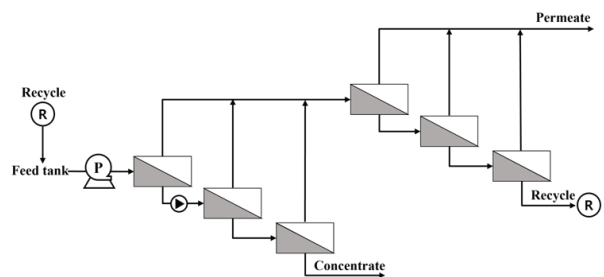 Permeate
Recycle
R
Feed tank
P
Recycle
R
Concentrate